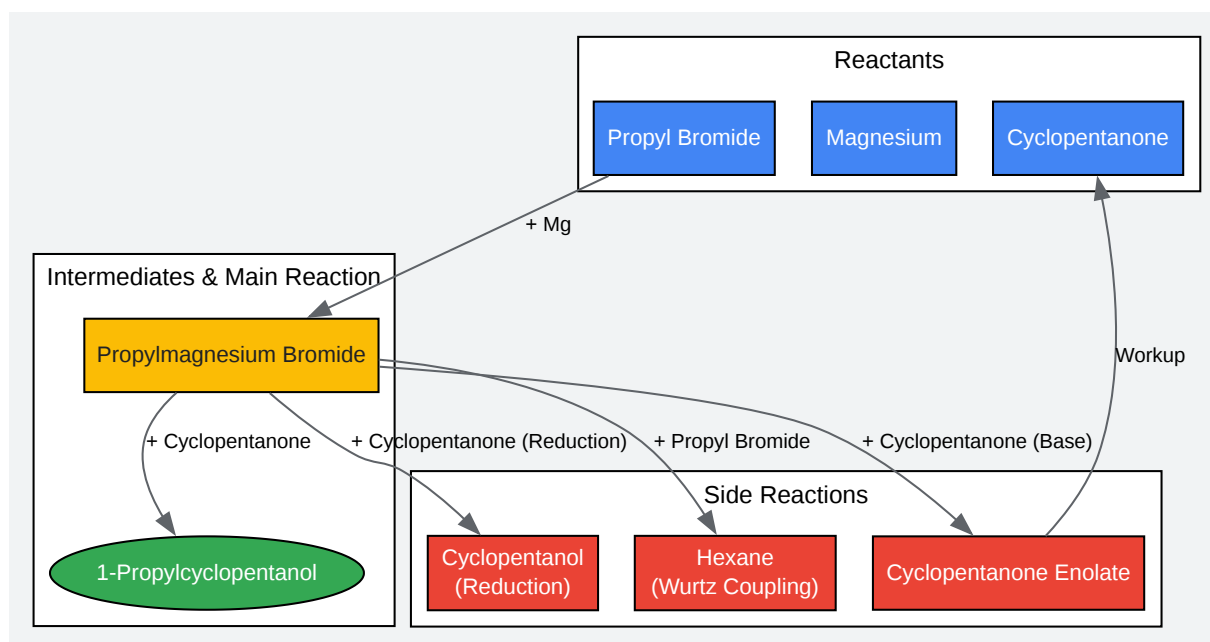 Reactants
Propyl Bromide
Magnesium
Cyclopentanone
+ Mg
Intermediates & Main Reaction
Propylmagnesium Bromide
Workup
+ Cyclopentanone
+ Cyclopentanone (Reduction)
+ Propyl Bromide
+ Cyclopentanone (Base)
Side Reactions
1-Propylcyclopentanol
Cyclopentanol
(Reduction)
Hexane
(Wurtz Coupling)
Cyclopentanone Enolate